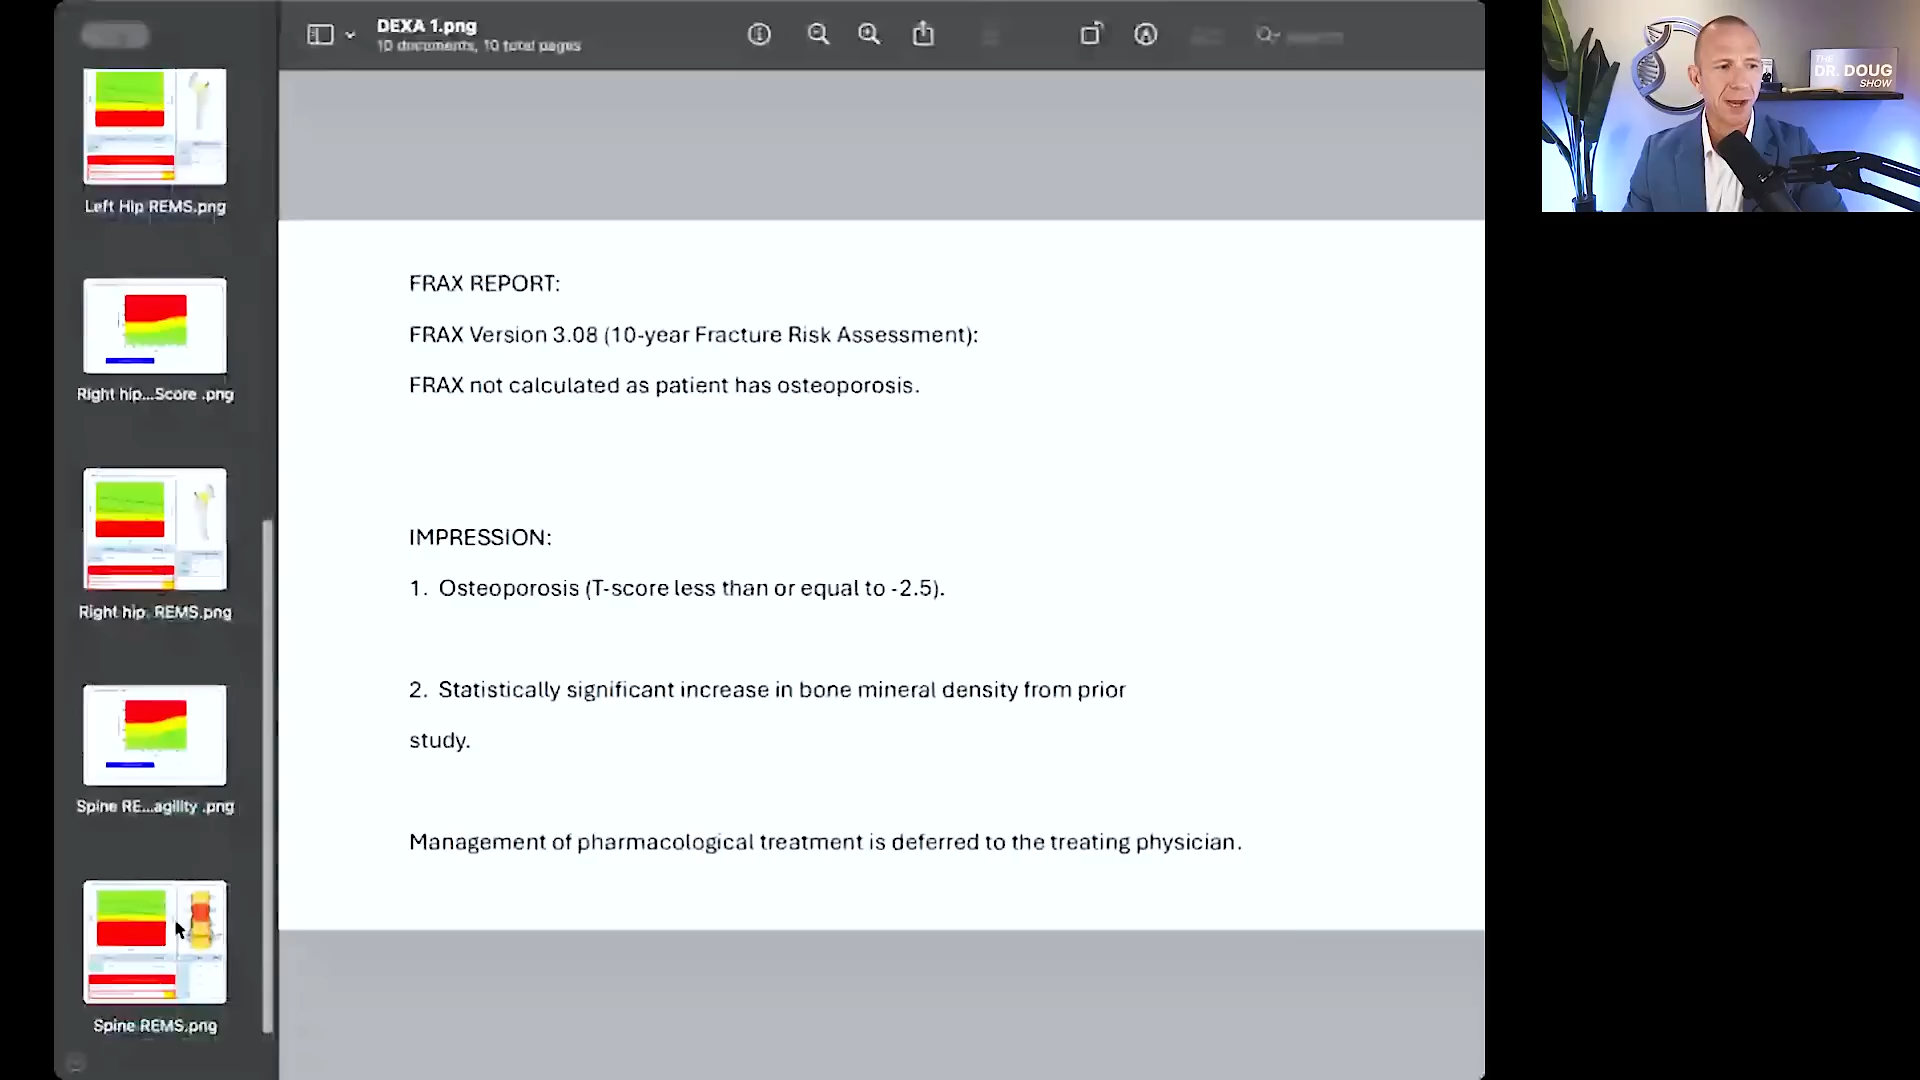 DEXA 1.png
10 documents, 10 total pages
THE
DR. DOUG
SHOW
Left Hip REMS.png
Right hip...Score .png
Right hip. REMS.png
Spine RE...agility .png
Spine REMS.png
FRAX REPORT:
FRAX Version 3.08 (10-year Fracture Risk Assessment):
FRAX not calculated as patient has osteoporosis.
IMPRESSION:
1. Osteoporosis (T-score less than or equal to -2.5).
2. Statistically significant increase in bone mineral density from prior
study.
Management of pharmacological treatment is deferred to the treating physician.